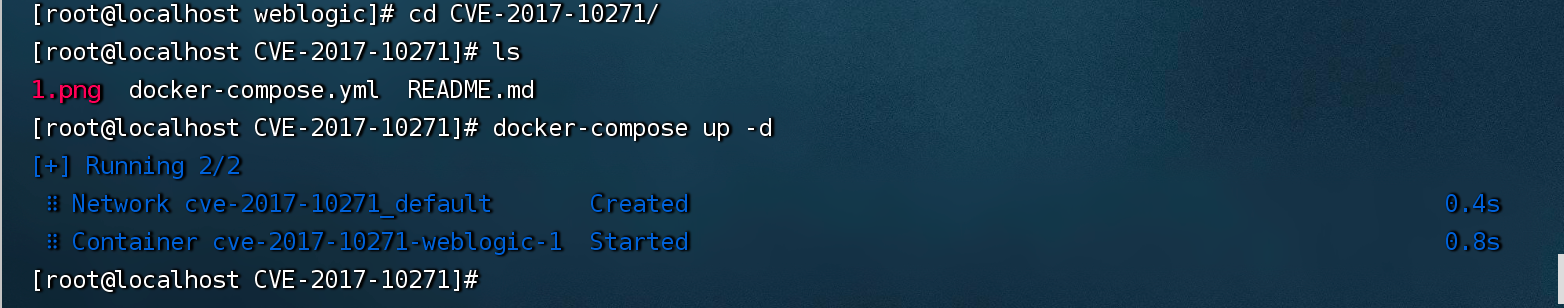 [root@localhost weblogic]# cd CVE-2017-10271/
[root@localhost CVE-2017-10271]# ls
1.png  docker-compose.yml  README.md
[root@localhost CVE-2017-10271]# docker-compose up -d
[+] Running 2/2
 ⠿ Network cve-2017-10271_default       Created                                                      0.4s
 ⠿ Container cve-2017-10271-weblogic-1  Started                                                      0.8s
[root@localhost CVE-2017-10271]#